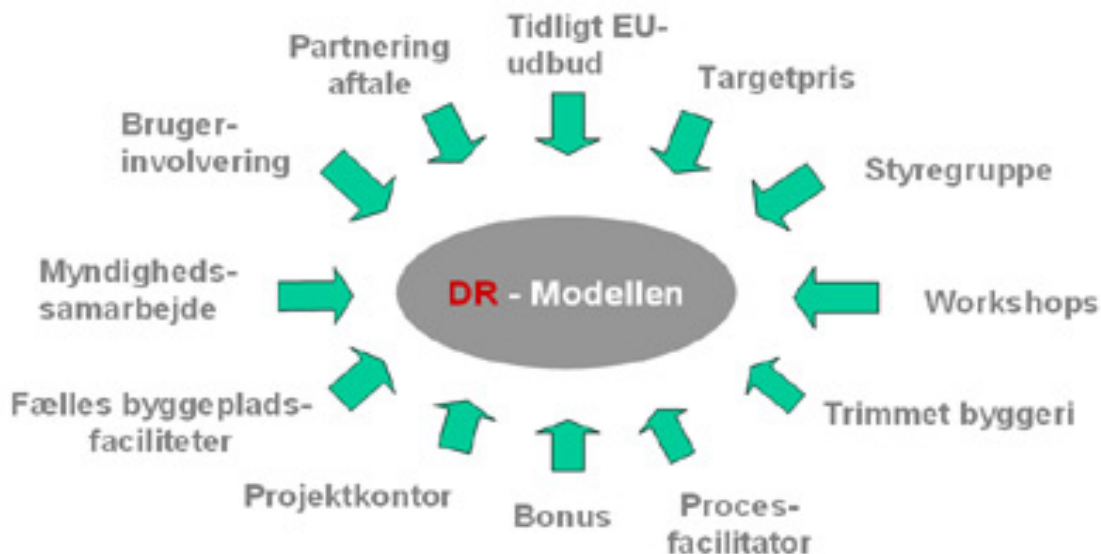 Tidligt EU-
udbud
Targetpris
Styregruppe
Workshops
Trimmet byggeri
Proces-
facilitator
Bonus
Projektkontor
Fælles byggeplads-
faciliteter
Myndigheds-
samarbejde
Bruger-
involvering
Partnering
aftale
DR - Modellen